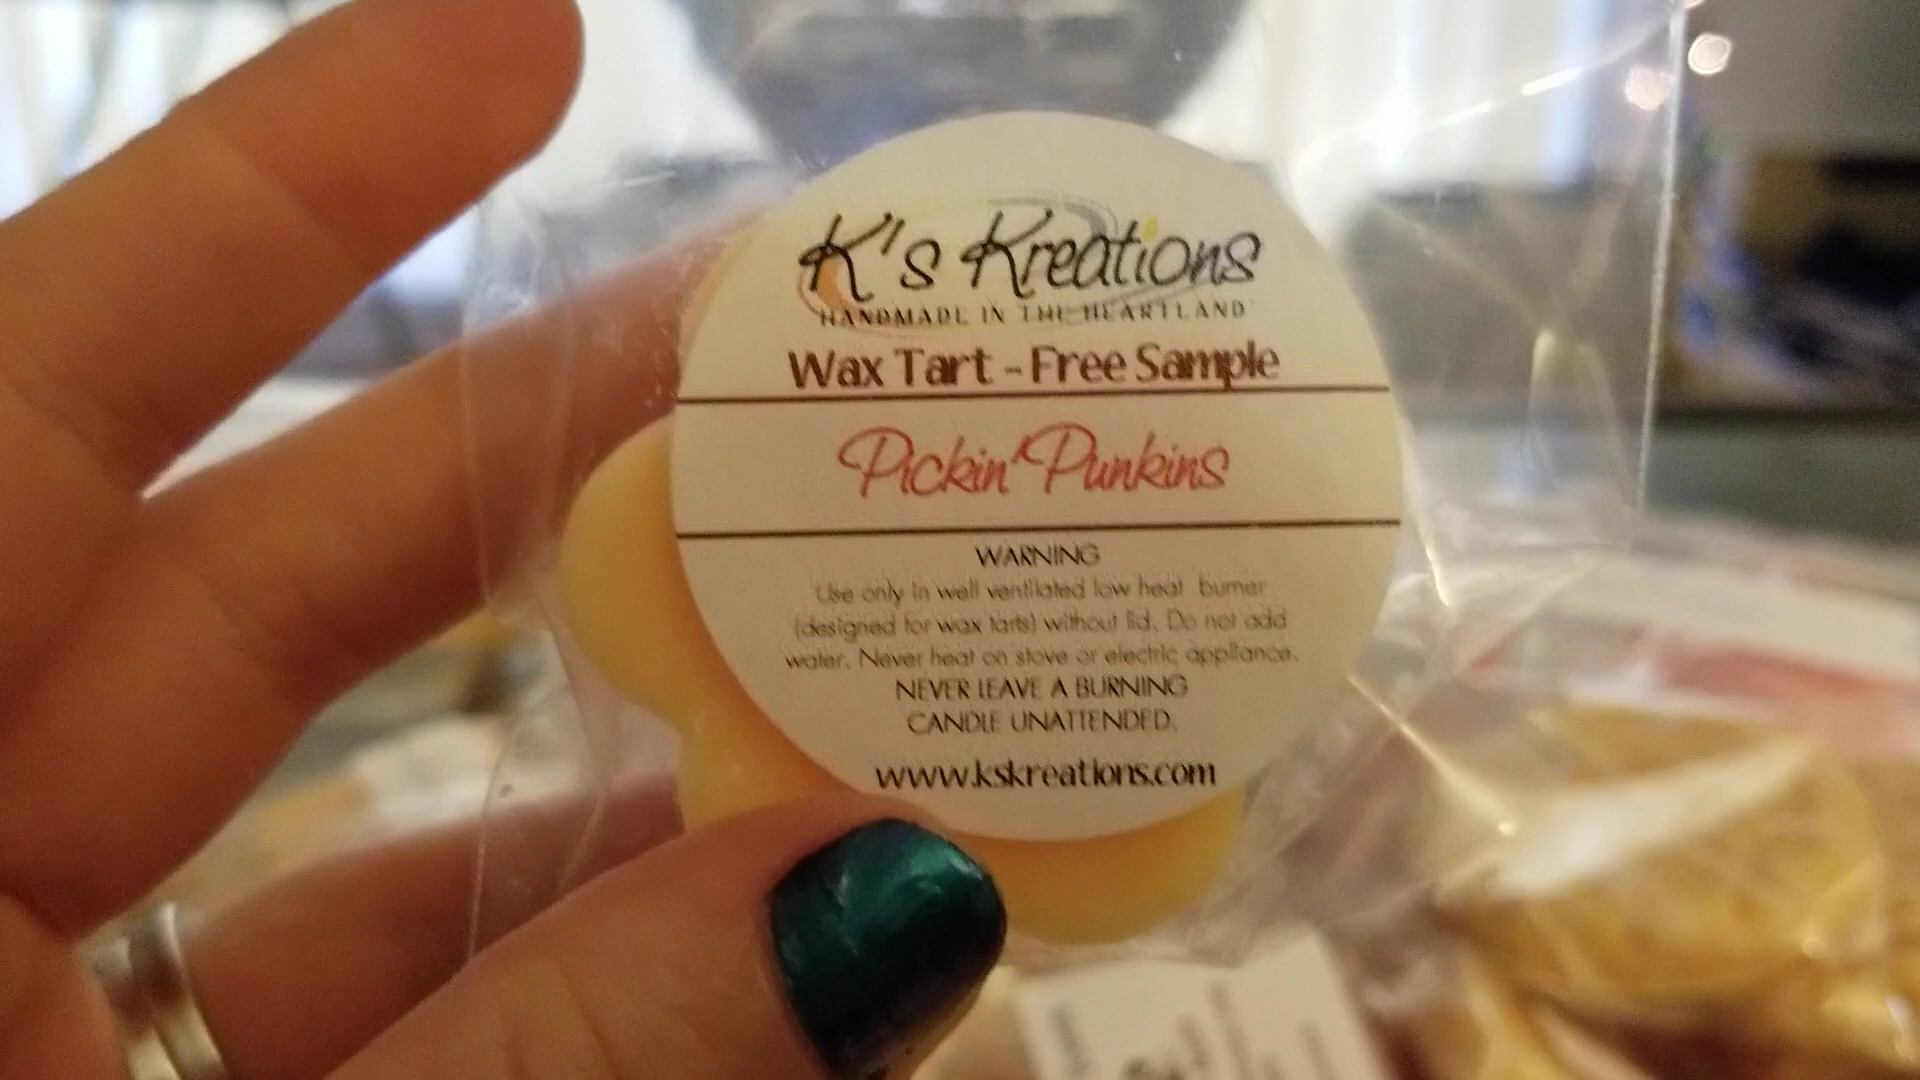 K's Kreations
HANDMADE IN THE HEARTLAND
Wax Tart - Free Sample
Pickin' Punkins
WARNING
Use only in well ventilated low heat burner
(designed for wax tarts) without lid. Do not add
water. Never heat on stove or electric appliance.
NEVER LEAVE A BURNING
CANDLE UNATTENDED.
www.kskreations.com